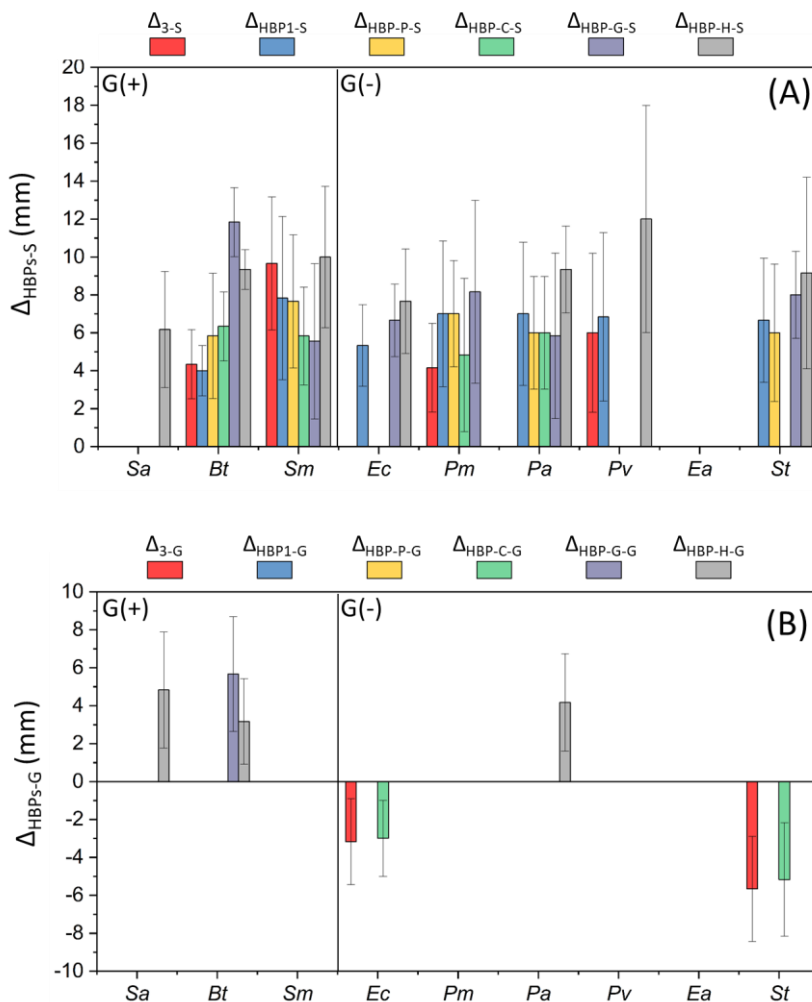 Δ3-S ΔHBP1-S ΔHBP-P-S ΔHBP-C-S ΔHBP-G-S ΔHBP-H-S
20
G(+) G(-) (A)
18
16
14
12
10
8
6
4
2
0
ΔHBPs-S (mm)
Sa Bt Sm Ec Pm Pa Pv Ea St
Δ3-G ΔHBP1-G ΔHBP-P-G ΔHBP-C-G ΔHBP-G-G ΔHBP-H-G
10
G(+) G(-) (B)
8
6
4
2
0
-2
-4
-6
-8
-10
ΔHBPs-G (mm)
Sa Bt Sm Ec Pm Pa Pv Ea St